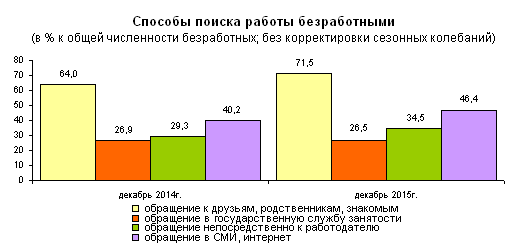 Способы поиска работы безработными
(в % к общей численности безработных; без корректировки сезонных колебаний)
80
70
60
50
40
30
20
10
0
64,0
26,9
29,3
40,2
71,5
26,5
34,5
46,4
декабрь 2014г.
декабрь 2015г.
обращение к друзьям, родственникам, знакомым
обращение в государственную службу занятости
обращение непосредственно к работодателю
обращение в СМИ, интернет